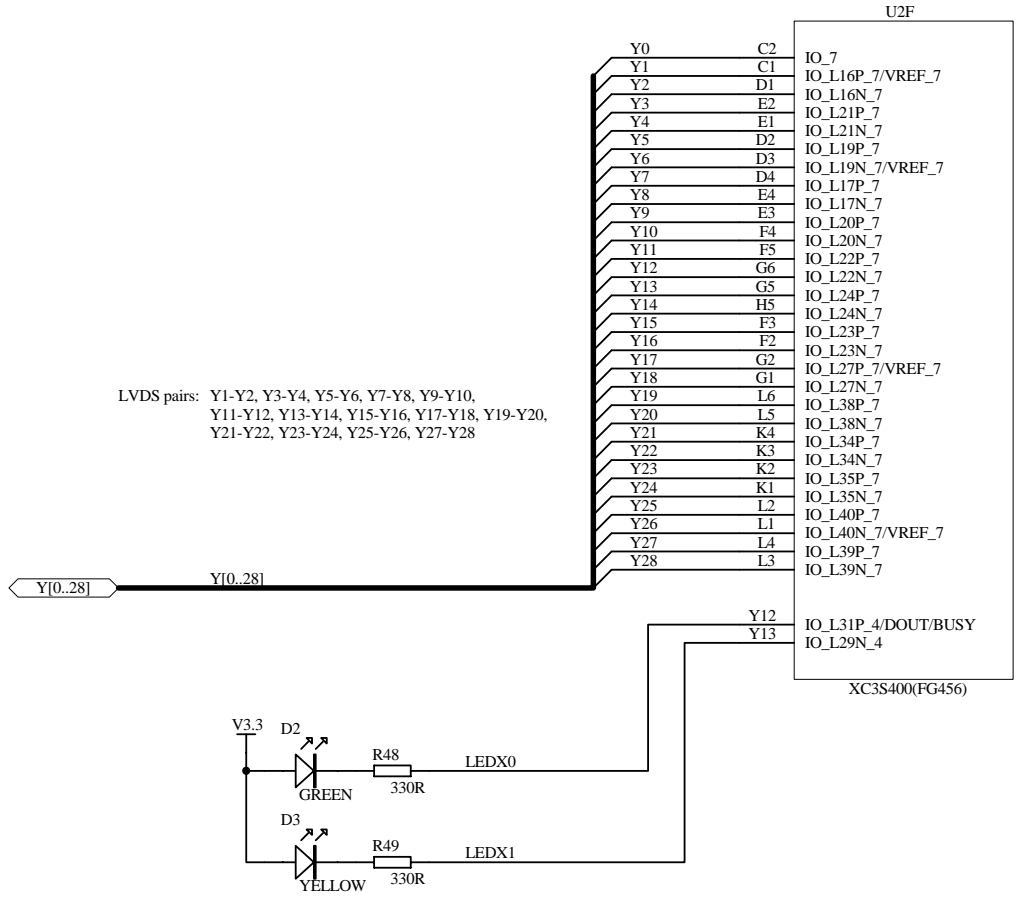 U2F
Y0 C2 IO_7
Y1 C1 IO_L16P_7/VREF_7
Y2 D1 IO_L16N_7
Y3 E2 IO_L21P_7
Y4 E1 IO_L21N_7
Y5 D2 IO_L19P_7
Y6 D3 IO_L19N_7/VREF_7
Y7 D4 IO_L17P_7
Y8 E4 IO_L17N_7
Y9 E3 IO_L20P_7
Y10 F4 IO_L20N_7
Y11 F5 IO_L22P_7
Y12 G6 IO_L22N_7
Y13 G5 IO_L24P_7
Y14 H5 IO_L24N_7
Y15 F3 IO_L23P_7
Y16 F2 IO_L23N_7
Y17 G2 IO_L27P_7/VREF_7
Y18 G1 IO_L27N_7
Y19 L6 IO_L38P_7
Y20 L5 IO_L38N_7
Y21 K4 IO_L34P_7
Y22 K3 IO_L34N_7
Y23 K2 IO_L35P_7
Y24 K1 IO_L35N_7
Y25 L2 IO_L40P_7
Y26 L1 IO_L40N_7/VREF_7
Y27 L4 IO_L39P_7
Y28 L3 IO_L39N_7
LVDS pairs: Y1-Y2, Y3-Y4, Y5-Y6, Y7-Y8, Y9-Y10,
Y11-Y12, Y13-Y14, Y15-Y16, Y17-Y18, Y19-Y20,
Y21-Y22, Y23-Y24, Y25-Y26, Y27-Y28
Y[0..28] Y[0..28]
Y12 IO_L31P_4/DOUT/BUSY
Y13 IO_L29N_4
XC3S400(FG456)
V3.3
D2
R48 LEDX0
GREEN 330R
D3
R49 LEDX1
YELLOW 330R